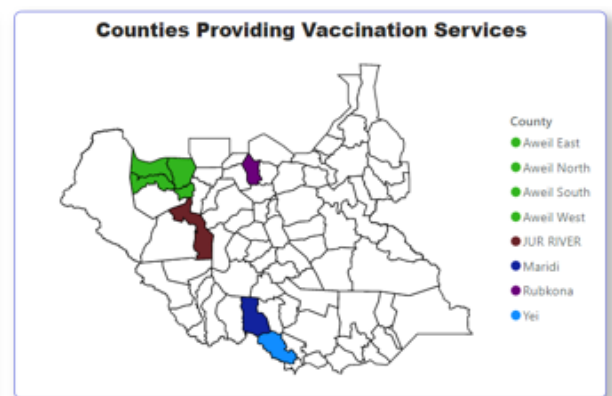 Counties Providing Vaccination Services
County
Aweil East
Aweil North
Aweil South
Aweil West
JUR RIVER
Maridi
Rubkona
Yei